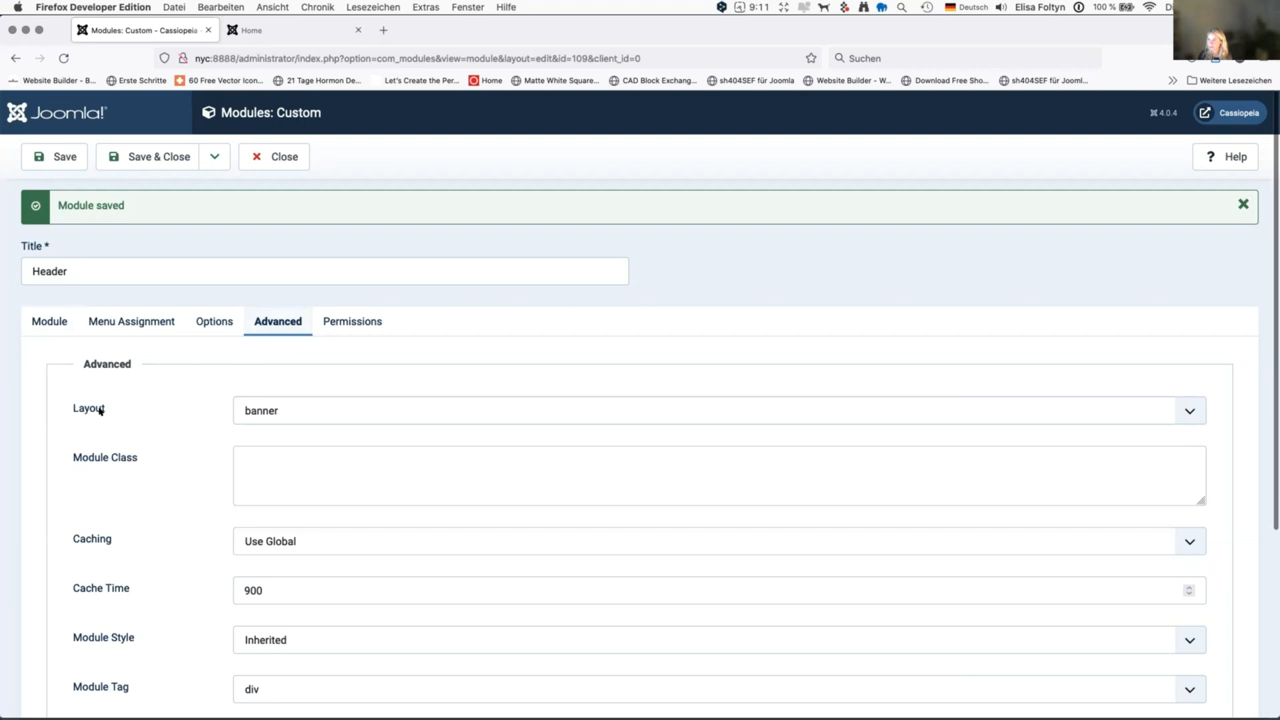 Firefox Developer Edition Datei Bearbeiten Ansicht Chronik Lesezeichen Extras Fenster Hilfe 9:11 Deutsch 100 % Elisa Foltyn
Modules: Custom - Cassiopeia - Home
nyc:8888/administrator/index.php?option=com_modules&view=module&layout=edit&id=109&client_id=0 Suchen
Website Builder - B... Erste Schritte 60 Free Vector Icon... 21 Tage Hormon De... Let's Create the Per... Home Matte White Square... CAD Block Exchang... sh404SEF für Joomla Website Builder - W... Download Free Sho... sh404SEF für Jooml... Weitere Lesezeichen
Joomla! Modules: Custom 4.0.4 Cassiopeia
Save Save & Close Close ? Help
Module saved
Title *
Header
Module Menu Assignment Options Advanced Permissions
Advanced
Layout banner
Module Class
Caching Use Global
Cache Time 900
Module Style Inherited
Module Tag div